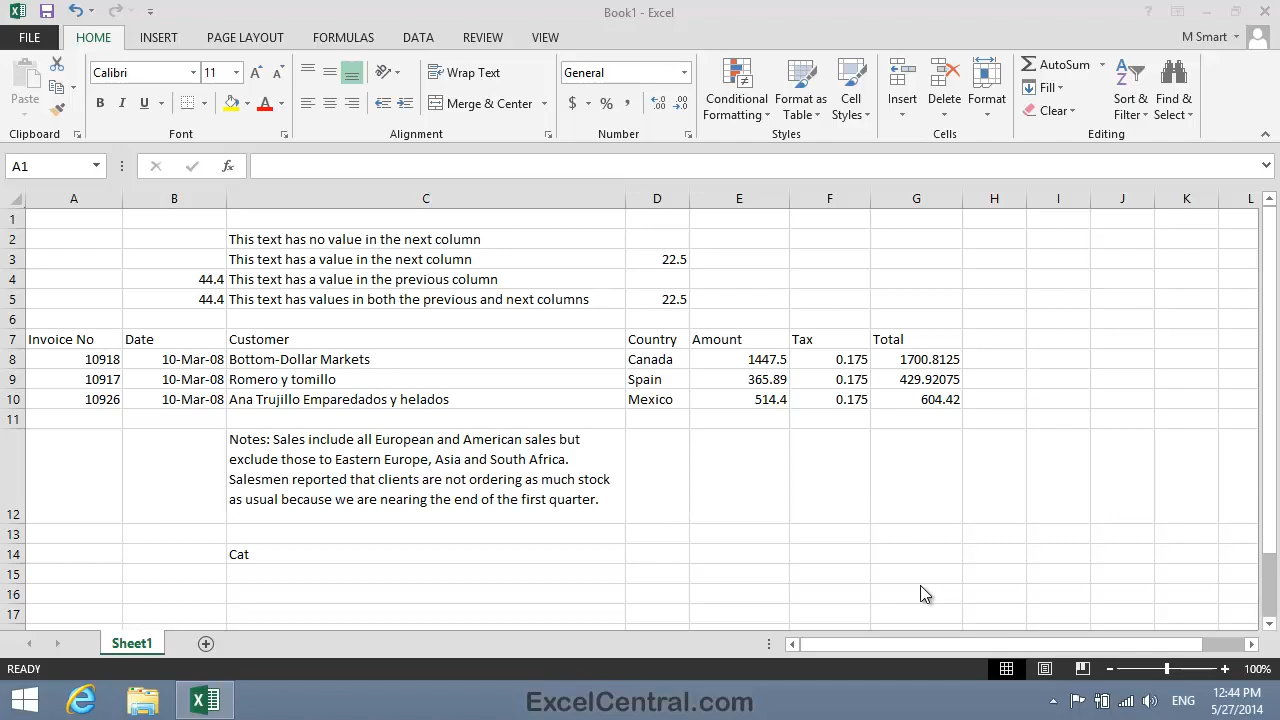 Book1 - Excel
FILE HOME INSERT PAGE LAYOUT FORMULAS DATA REVIEW VIEW M Smart
Paste
Calibri 11
B I U A
Wrap Text
Merge & Center
General
$ % ,
Conditional Formatting
Format as Table
Cell Styles
Insert Delete Format
AutoSum
Fill
Clear
Sort & Filter
Find & Select
Clipboard Font Alignment Number Styles Cells Editing
A1 fx
A B C D E F G H I J K L
1
2 This text has no value in the next column
3 This text has a value in the next column 22.5
4 44.4 This text has a value in the previous column
5 44.4 This text has values in both the previous and next columns 22.5
6
7 Invoice No Date Customer Country Amount Tax Total
8 10918 10-Mar-08 Bottom-Dollar Markets Canada 1447.5 0.175 1700.8125
9 10917 10-Mar-08 Romero y tomillo Spain 365.89 0.175 429.92075
10 10926 10-Mar-08 Ana Trujillo Emparedados y helados Mexico 514.4 0.175 604.42
11
Notes: Sales include all European and American sales but
exclude those to Eastern Europe, Asia and South Africa.
Salesmen reported that clients are not ordering as much stock
as usual because we are nearing the end of the first quarter.
12
13
14 Cat
15
16
17
Sheet1
READY 100%
ExcelCentral.com
ENG
12:44 PM
5/27/2014